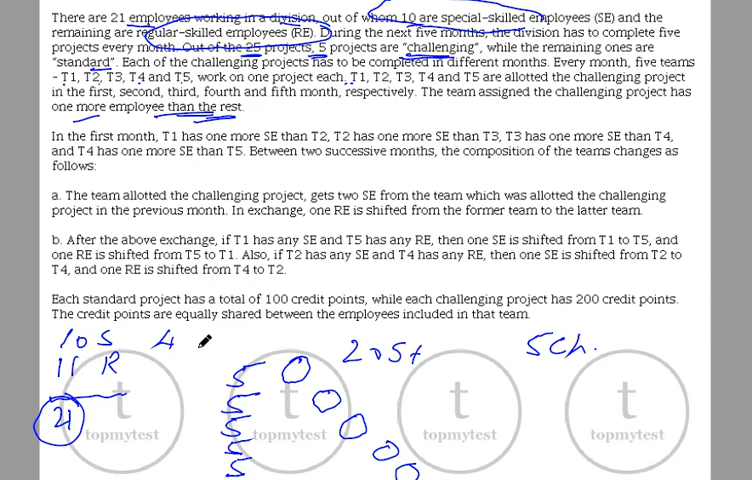 There are 21 employees working in a division, out of whom 10 are special-skilled employees (SE) and the
remaining are regular-skilled employees (RE). During the next five months, the division has to complete five
projects every month. Out of the 25 projects, 5 projects are "challenging", while the remaining ones are
"standard". Each of the challenging projects has to be completed in different months. Every month, five teams
- T1, T2, T3, T4 and T5, work on one project each. T1, T2, T3, T4 and T5 are allotted the challenging project
in the first, second, third, fourth and fifth month, respectively. The team assigned the challenging project has
one more employee than the rest.
In the first month, T1 has one more SE than T2, T2 has one more SE than T3, T3 has one more SE than T4,
and T4 has one more SE than T5. Between two successive months, the composition of the teams changes as
follows:
a. The team allotted the challenging project, gets two SE from the team which was allotted the challenging
project in the previous month. In exchange, one RE is shifted from the former team to the latter team.
b. After the above exchange, if T1 has any SE and T5 has any RE, then one SE is shifted from T1 to T5, and
one RE is shifted from T5 to T1. Also, if T2 has any SE and T4 has any RE, then one SE is shifted from T2 to
T4, and one RE is shifted from T4 to T2.
Each standard project has a total of 100 credit points, while each challenging project has 200 credit points.
The credit points are equally shared between the employees included in that team.
10 S 4 20 St 5 Ch.
11 R
5 O
5 O
5 O
5 O
5 O
21
t t t t
topmytest topmytest topmytest topmytest